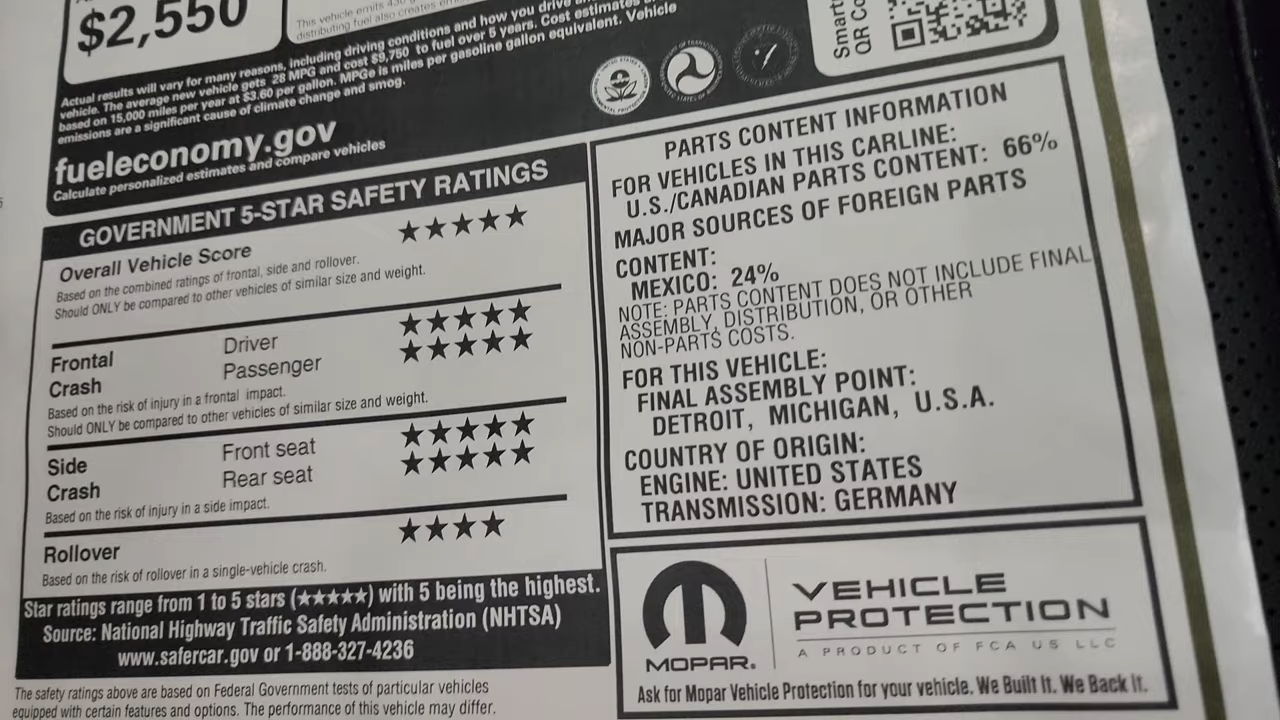 $2,550
This vehicle emits 430
distributing fuel also creates
Actual results will vary for many reasons, including driving conditions and how you drive
vehicle. The average new vehicle gets 28 MPG and cost $9,750 to fuel over 5 years. Cost estimates
based on 15,000 miles per year at $3.60 per gallon. MPGe is miles per gasoline gallon equivalent. Vehicle
emissions are a significant cause of climate change and smog.
fueleconomy.gov
Calculate personalized estimates and compare vehicles
QR Co
GOVERNMENT 5-STAR SAFETY RATINGS
Overall Vehicle Score ★★★★★
Based on the combined ratings of frontal, side and rollover.
Should ONLY be compared to other vehicles of similar size and weight.
Frontal Driver ★★★★★
Crash Passenger ★★★★★
Based on the risk of injury in a frontal impact.
Should ONLY be compared to other vehicles of similar size and weight.
Side Front seat ★★★★★
Crash Rear seat ★★★★★
Based on the risk of injury in a side impact.
Rollover ★★★★
Based on the risk of rollover in a single-vehicle crash.
Star ratings range from 1 to 5 stars (★★★★★) with 5 being the highest.
Source: National Highway Traffic Safety Administration (NHTSA)
www.safercar.gov or 1-888-327-4236
The safety ratings above are based on Federal Government tests of particular vehicles
equipped with certain features and options. The performance of this vehicle may differ.
PARTS CONTENT INFORMATION
FOR VEHICLES IN THIS CARLINE:
U.S./CANADIAN PARTS CONTENT: 66%
MAJOR SOURCES OF FOREIGN PARTS
CONTENT:
MEXICO: 24%
NOTE: PARTS CONTENT DOES NOT INCLUDE FINAL
ASSEMBLY, DISTRIBUTION, OR OTHER
NON-PARTS COSTS.
FOR THIS VEHICLE:
FINAL ASSEMBLY POINT:
DETROIT, MICHIGAN, U.S.A.
COUNTRY OF ORIGIN:
ENGINE: UNITED STATES
TRANSMISSION: GERMANY
MOPAR.
VEHICLE
PROTECTION
A PRODUCT OF FCA US LLC
Ask for Mopar Vehicle Protection for your vehicle. We Built It. We Back It.